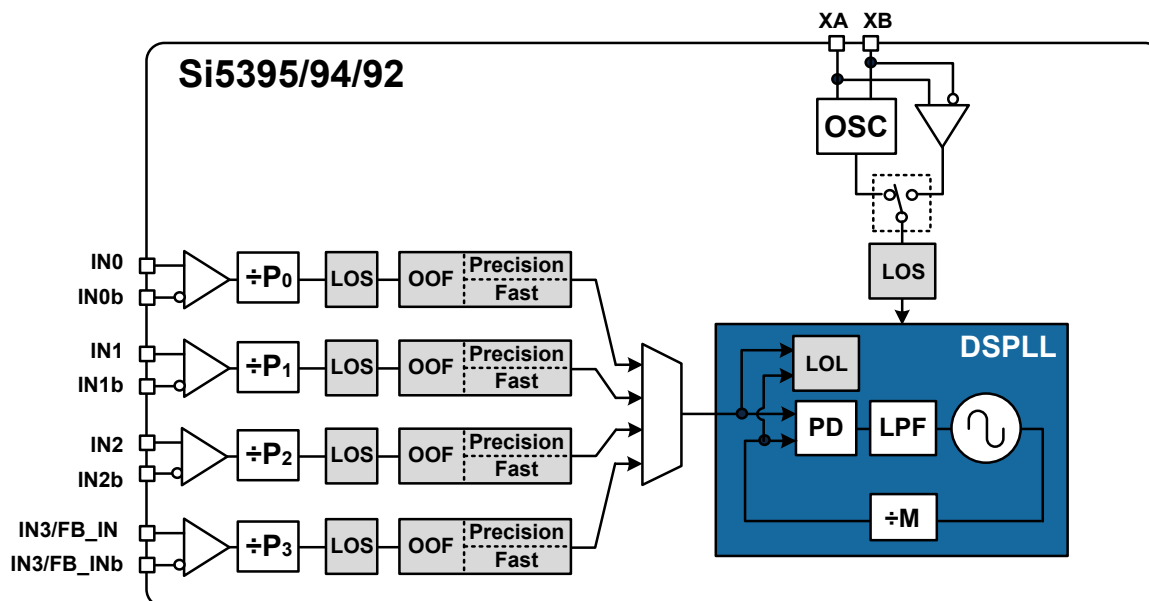 XA XB
Si5395/94/92
OSC
LOS
IN0
IN0b
÷P0
LOS
OOF
Precision
Fast
IN1
IN1b
÷P1
LOS
OOF
Precision
Fast
IN2
IN2b
÷P2
LOS
OOF
Precision
Fast
IN3/FB_IN
IN3/FB_INb
÷P3
LOS
OOF
Precision
Fast
DSPLL
LOL
PD
LPF
÷M